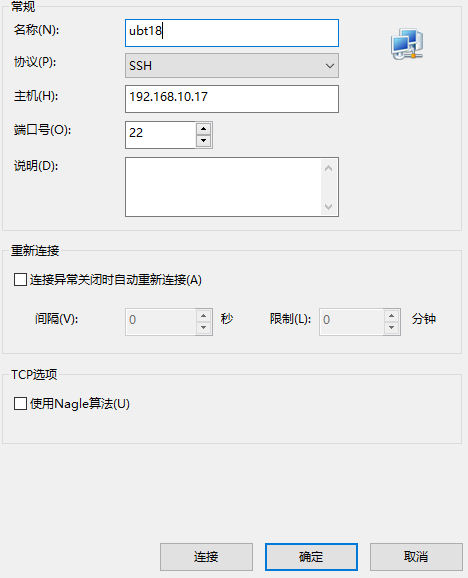 常规
名称(N): ubt18
协议(P): SSH
主机(H): 192.168.10.17
端口号(O): 22
说明(D):
重新连接
连接异常关闭时自动重新连接(A)
间隔(V): 0 秒 限制(L): 0 分钟
TCP选项
使用Nagle算法(U)
连接 确定 取消